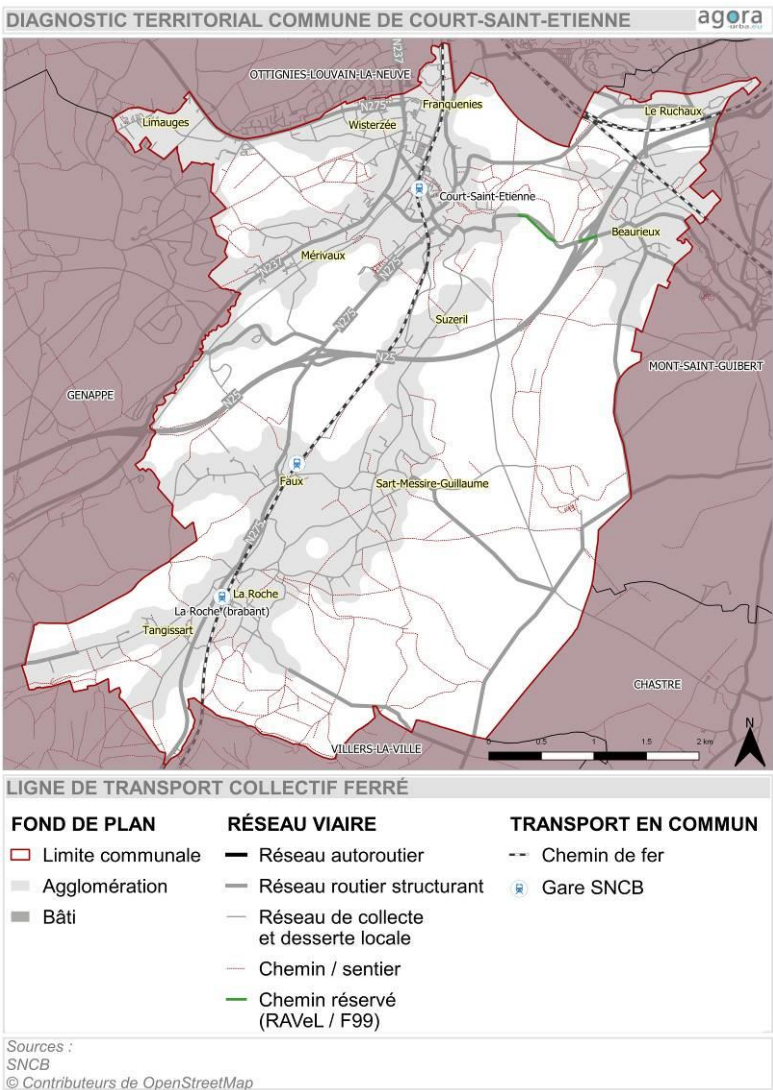 DIAGNOSTIC TERRITORIAL COMMUNE DE COURT-SAINT-ETIENNE
agora
urba.eu
N237
OTTIGNIES-LOUVAIN-LA-NEUVE
N275
Franquenies
Limauges
Wisterzée
Le Ruchaux
Court-Saint-Etienne
Beaurieux
Mérivaux
N237
N275
N275
Suzeril
N25
MONT-SAINT-GUIBERT
GENAPPE
N25
Faux
Sart-Messire-Guillaume
N275
La Roche
La Roche (brabant)
Tangissart
CHASTRE
VILLERS-LA-VILLE
N
0 0.5 1 1.5 2 km
LIGNE DE TRANSPORT COLLECTIF FERRÉ
FOND DE PLAN
Limite communale
Agglomération
Bâti
RÉSEAU VIAIRE
Réseau autoroutier
Réseau routier structurant
Réseau de collecte
et desserte locale
Chemin / sentier
Chemin réservé
(RAVeL / F99)
TRANSPORT EN COMMUN
Chemin de fer
Gare SNCB
Sources :
SNCB
© Contributeurs de OpenStreetMap